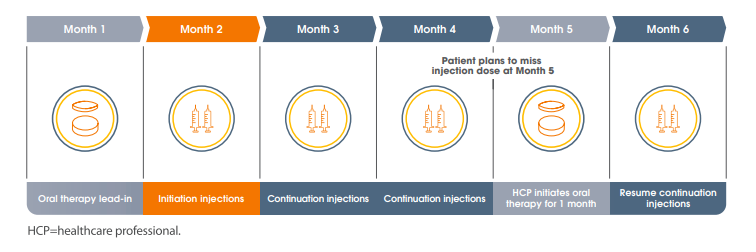 Month 1
Month 2
Month 3
Month 4
Month 5
Month 6
Patient plans to miss
injection dose at Month 5
Oral therapy lead-in
Initiation injections
Continuation injections
Continuation injections
HCP initiates oral
therapy for 1 month
Resume continuation
injections
HCP=healthcare professional.